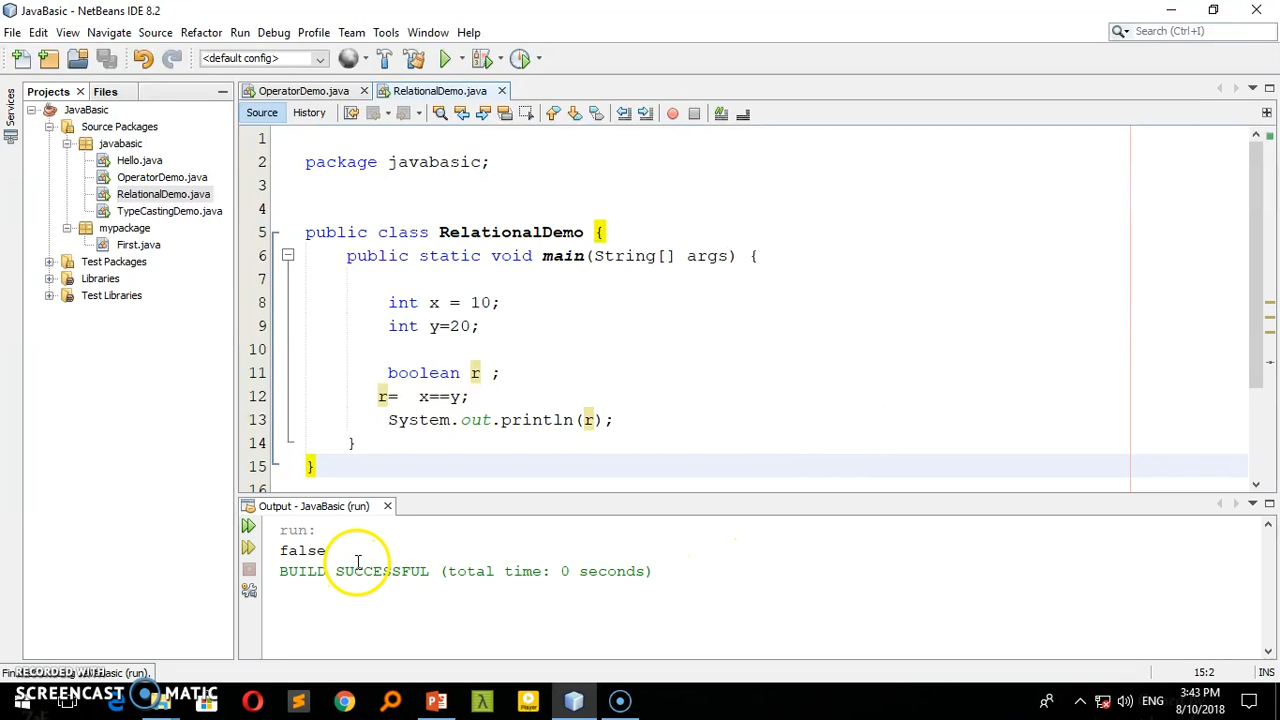 JavaBasic - NetBeans IDE 8.2
File Edit View Navigate Source Refactor Run Debug Profile Team Tools Window Help
Search (Ctrl+I)
<default config>
Projects Files
OperatorDemo.java RelationalDemo.java
Services
Source History
JavaBasic
Source Packages
javabasic
Hello.java
OperatorDemo.java
RelationalDemo.java
TypeCastingDemo.java
mypackage
First.java
Test Packages
Libraries
Test Libraries
1
2 package javabasic;
3
4
5 public class RelationalDemo {
6 public static void main(String[] args) {
7
8 int x = 10;
9 int y=20;
10
11 boolean r ;
12 r= x==y;
13 System.out.println(r);
14 }
15 }
16
Output - JavaBasic (run)
run:
false
BUILD SUCCESSFUL (total time: 0 seconds)
JavaBasic (run).
15:2 INS
RECORDED WITH
SCREENCAST MATIC
ENG
3:43 PM
8/10/2018